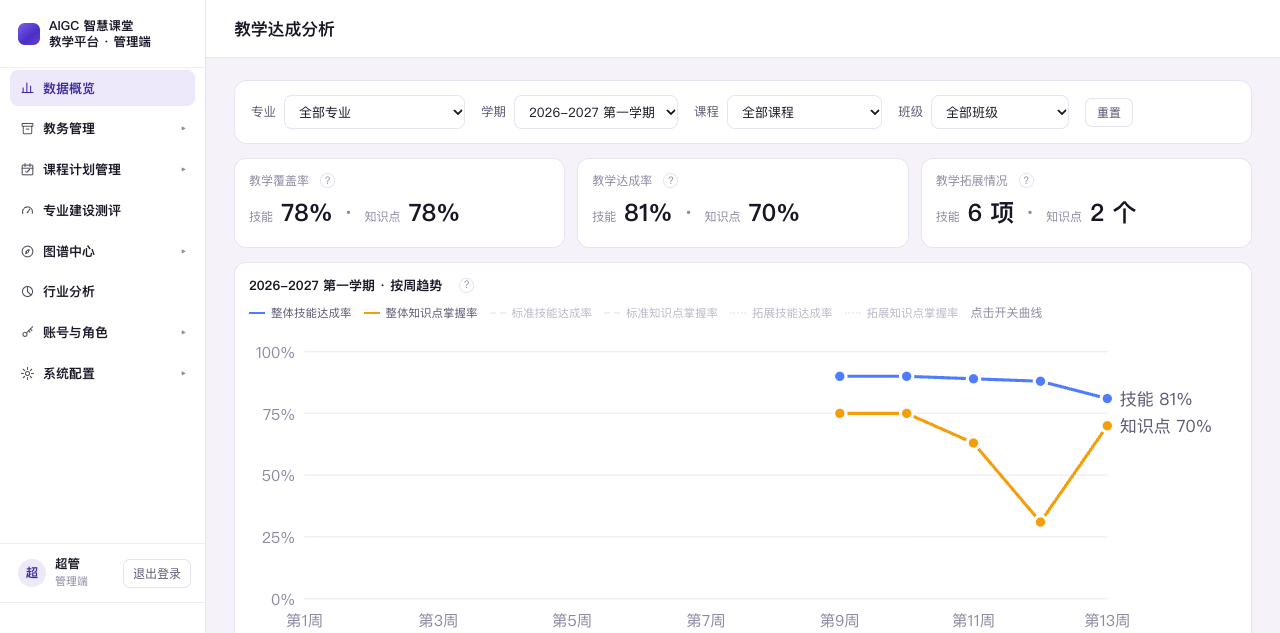 AIGC 智慧课堂
教学平台 · 管理端
数据概览
教务管理
课程计划管理
专业建设测评
图谱中心
行业分析
账号与角色
系统配置
超
超管
管理端
退出登录
教学达成分析
专业 全部专业 学期 2026–2027 第一学期 课程 全部课程 班级 全部班级 重置
教学覆盖率 ?
技能 78% · 知识点 78%
教学达成率 ?
技能 81% · 知识点 70%
教学拓展情况 ?
技能 6 项 · 知识点 2 个
2026–2027 第一学期 · 按周趋势 ?
整体技能达成率 整体知识点掌握率 标准技能达成率 标准知识点掌握率 拓展技能达成率 拓展知识点掌握率 点击开关曲线
100%
75%
50%
25%
0%
技能 81%
知识点 70%
第1周 第3周 第5周 第7周 第9周 第11周 第13周